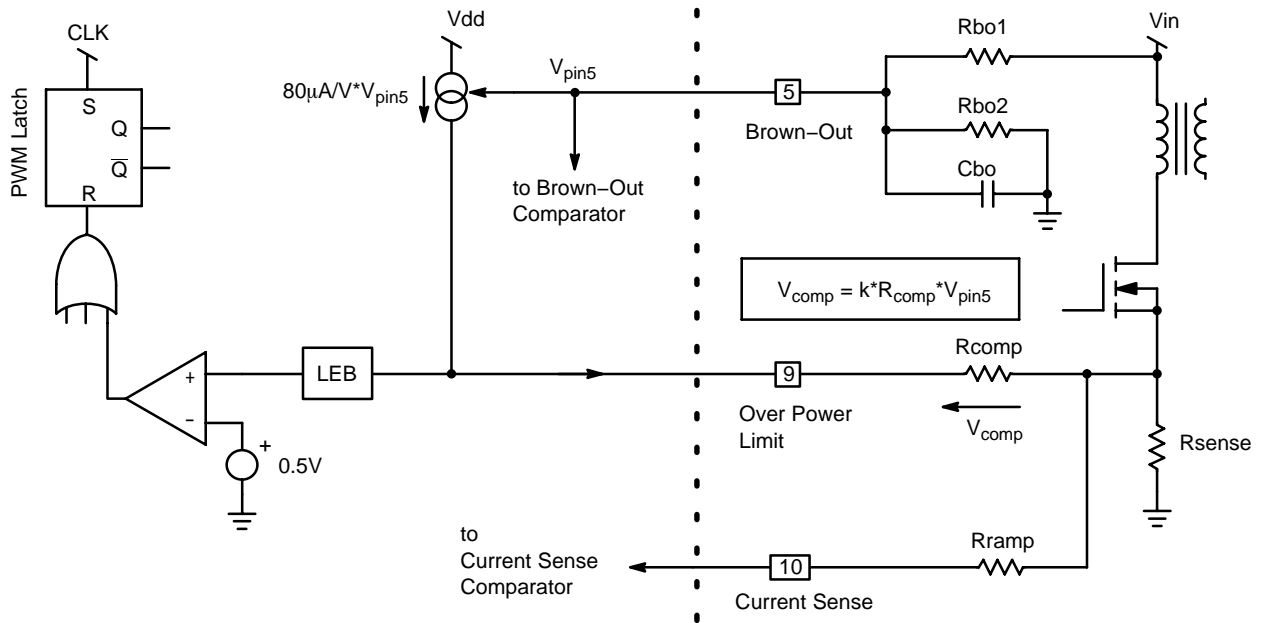 CLK
PWM Latch
S
Q
Q̅
R
Vdd
80μA/V*Vpin5
Vpin5
to Brown−Out
Comparator
5
Brown−Out
Rbo1
Rbo2
Cbo
Vin
Vcomp = k*Rcomp*Vpin5
LEB
+
−
+
0.5V
9
Over Power
Limit
Rcomp
Vcomp
Rsense
to
Current Sense
Comparator
10
Current Sense
Rramp